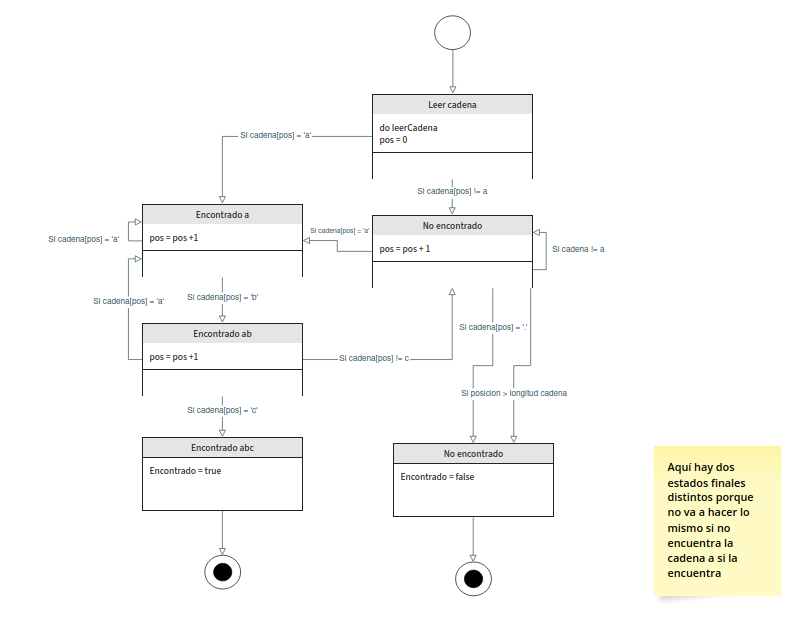 Leer cadena
do leerCadena
pos = 0
Si cadena[pos] = 'a'
Si cadena[pos] != a
Encontrado a
pos = pos +1
Si cadena[pos] = 'a'
Si cadena[pos] = 'a'
No encontrado
pos = pos + 1
Si cadena != a
Si cadena[pos] = 'a'
Si cadena[pos] = 'b'
Encontrado ab
pos = pos +1
Si cadena[pos] != c
Si cadena[pos] = '.'
Si posicion > longitud cadena
Si cadena[pos] = 'c'
Encontrado abc
Encontrado = true
No encontrado
Encontrado = false
Aquí hay dos
estados finales
distintos porque
no va a hacer lo
mismo si no
encuentra la
cadena a si la
encuentra